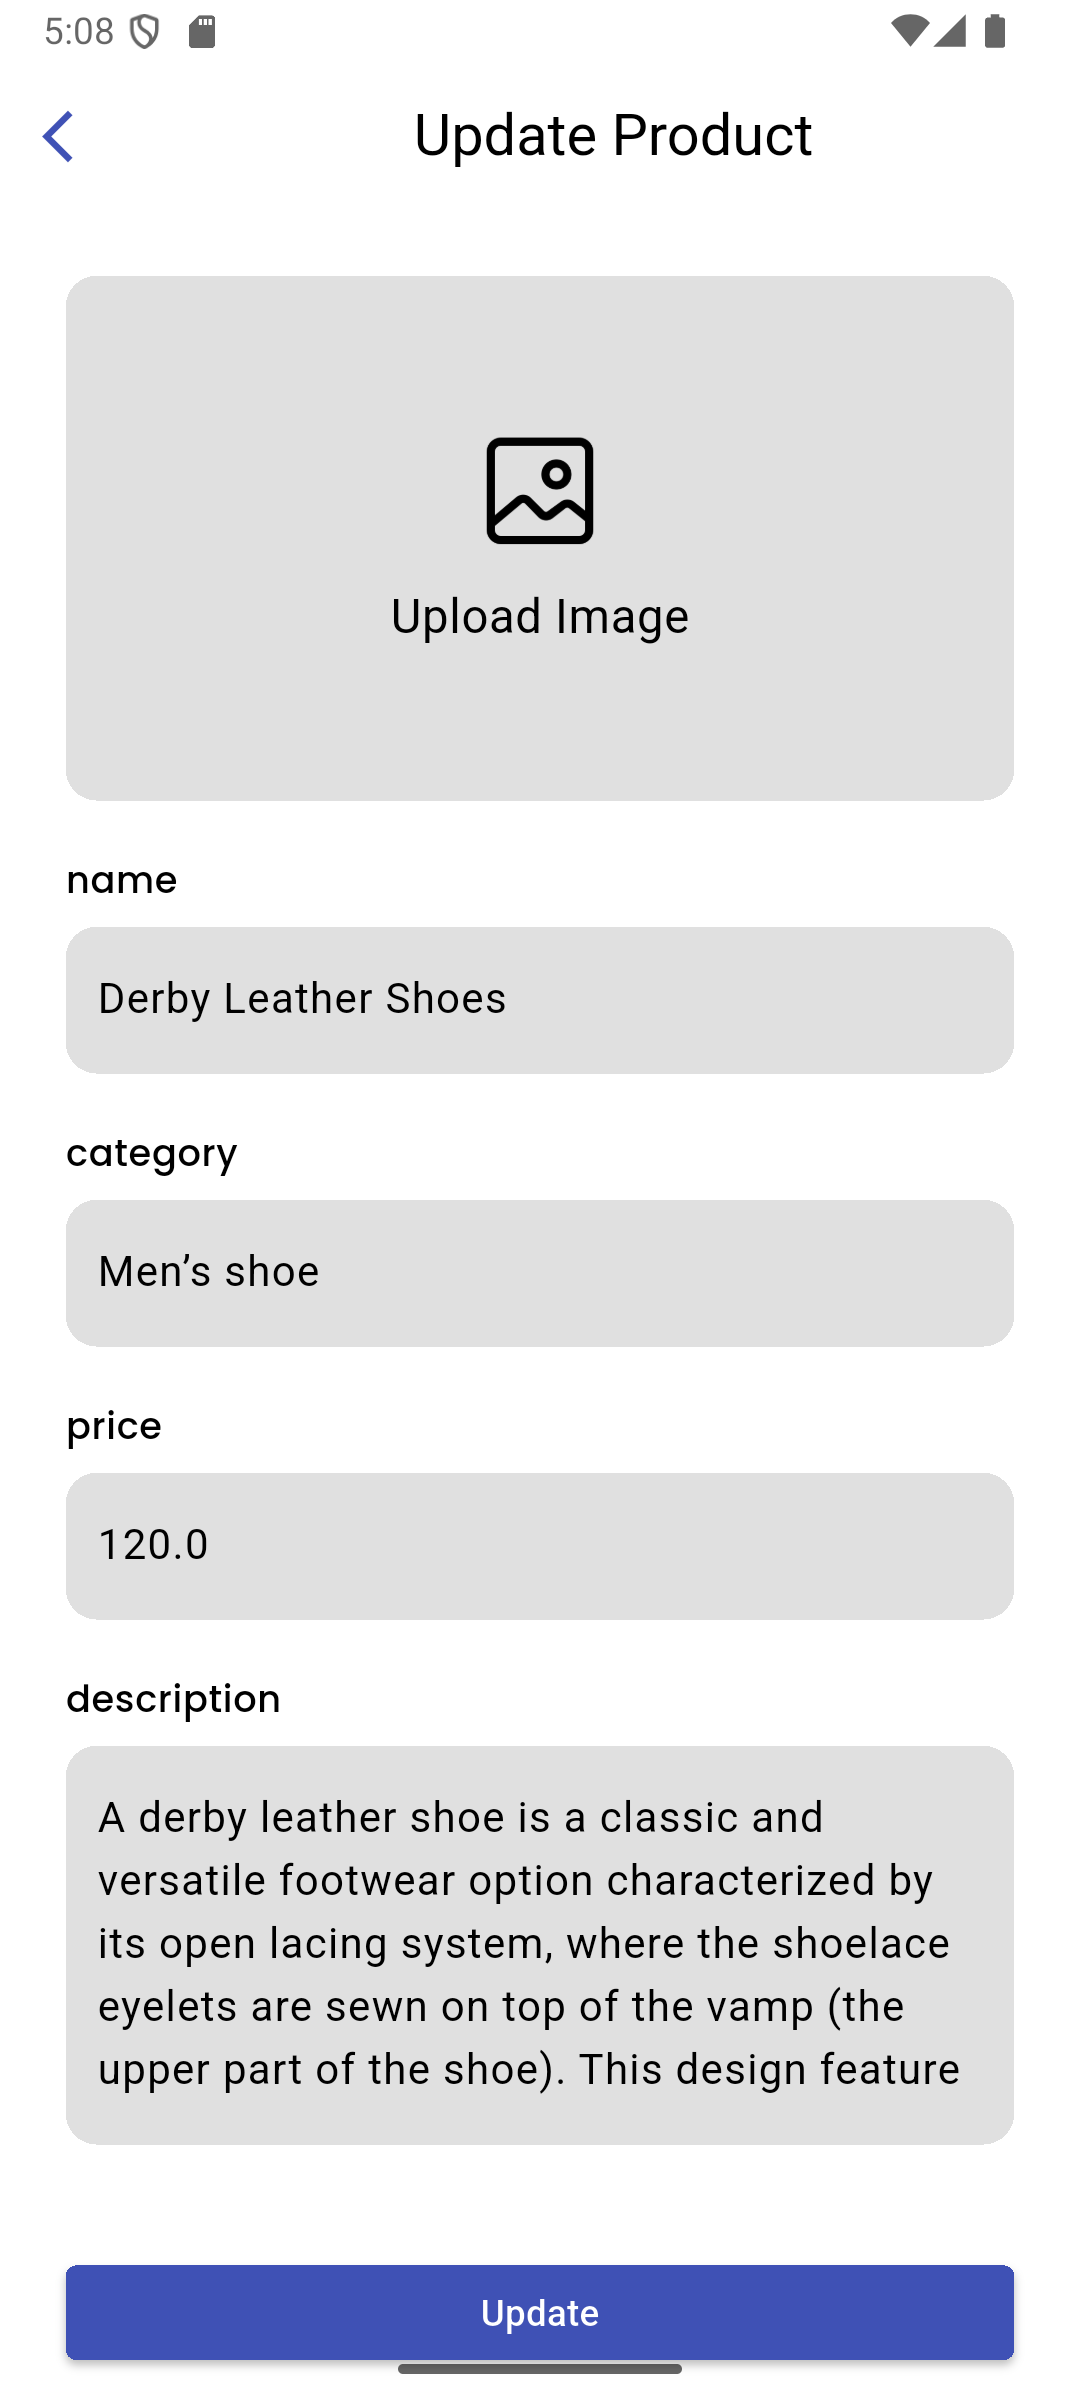 5:08
Update Product
Upload Image
name
Derby Leather Shoes
category
Men’s shoe
price
120.0
description
A derby leather shoe is a classic and
versatile footwear option characterized by
its open lacing system, where the shoelace
eyelets are sewn on top of the vamp (the
upper part of the shoe). This design feature
Update